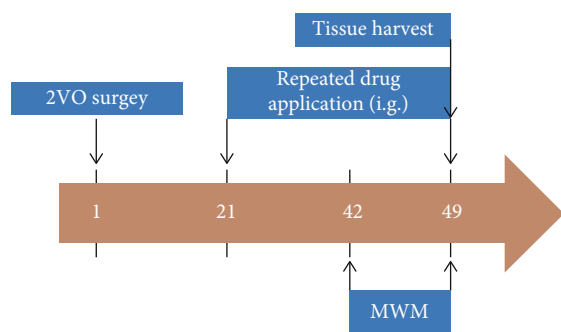 Tissue harvest
2VO surgey
Repeated drug
application (i.g.)
1
21
42
49
MWM